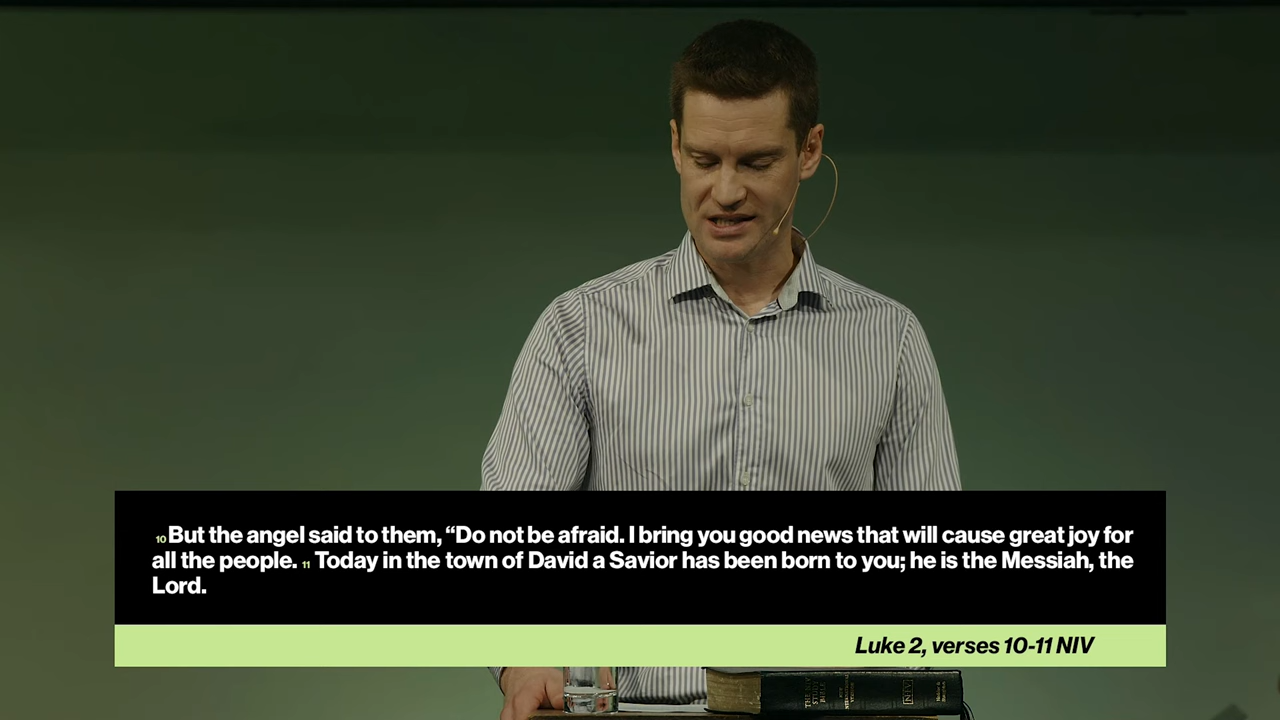 10 But the angel said to them, “Do not be afraid. I bring you good news that will cause great joy for
all the people. 11 Today in the town of David a Savior has been born to you; he is the Messiah, the
Lord.
Luke 2, verses 10-11 NIV